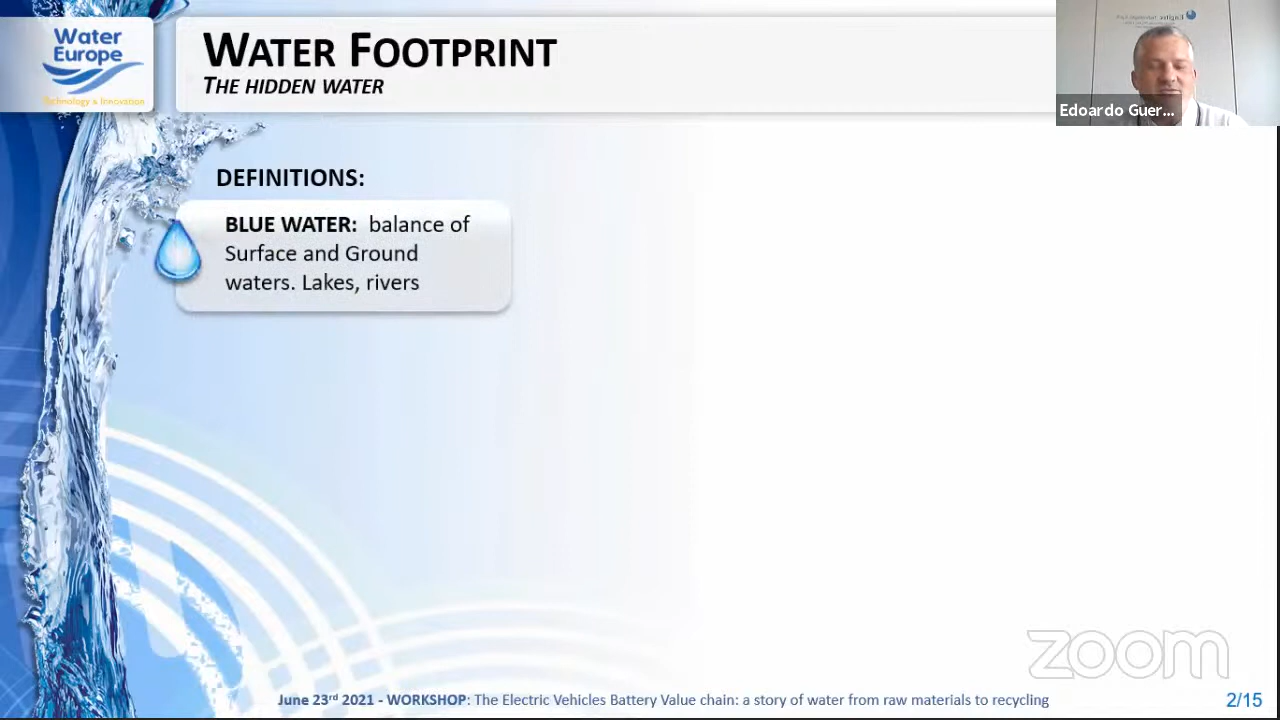 Water
Europe
Technology & Innovation
WATER FOOTPRINT
THE HIDDEN WATER
Edoardo Guer...
DEFINITIONS:
BLUE WATER: balance of
Surface and Ground
waters. Lakes, rivers
zoom
June 23rd 2021 - WORKSHOP: The Electric Vehicles Battery Value chain: a story of water from raw materials to recycling
2/15